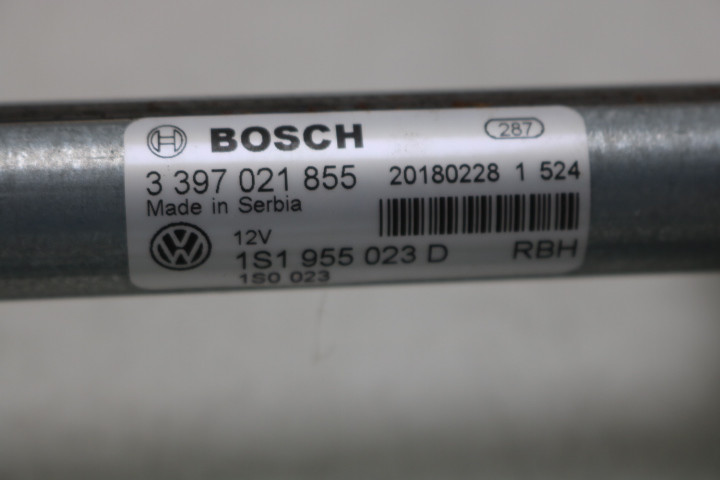 BOSCH 287
3 397 021 855 20180228 1 524
Made in Serbia
12V
1S1 955 023 D RBH
1S0 023